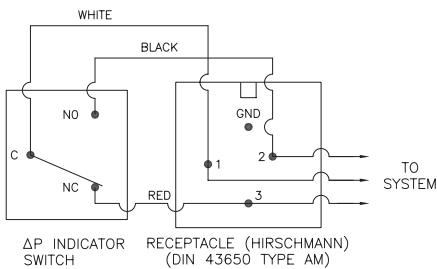 WHITE
BLACK
NO
GND
C
1
2
NC
RED
3
TO
SYSTEM
ΔP INDICATOR
SWITCH
RECEPTACLE (HIRSCHMANN)
(DIN 43650 TYPE AM)